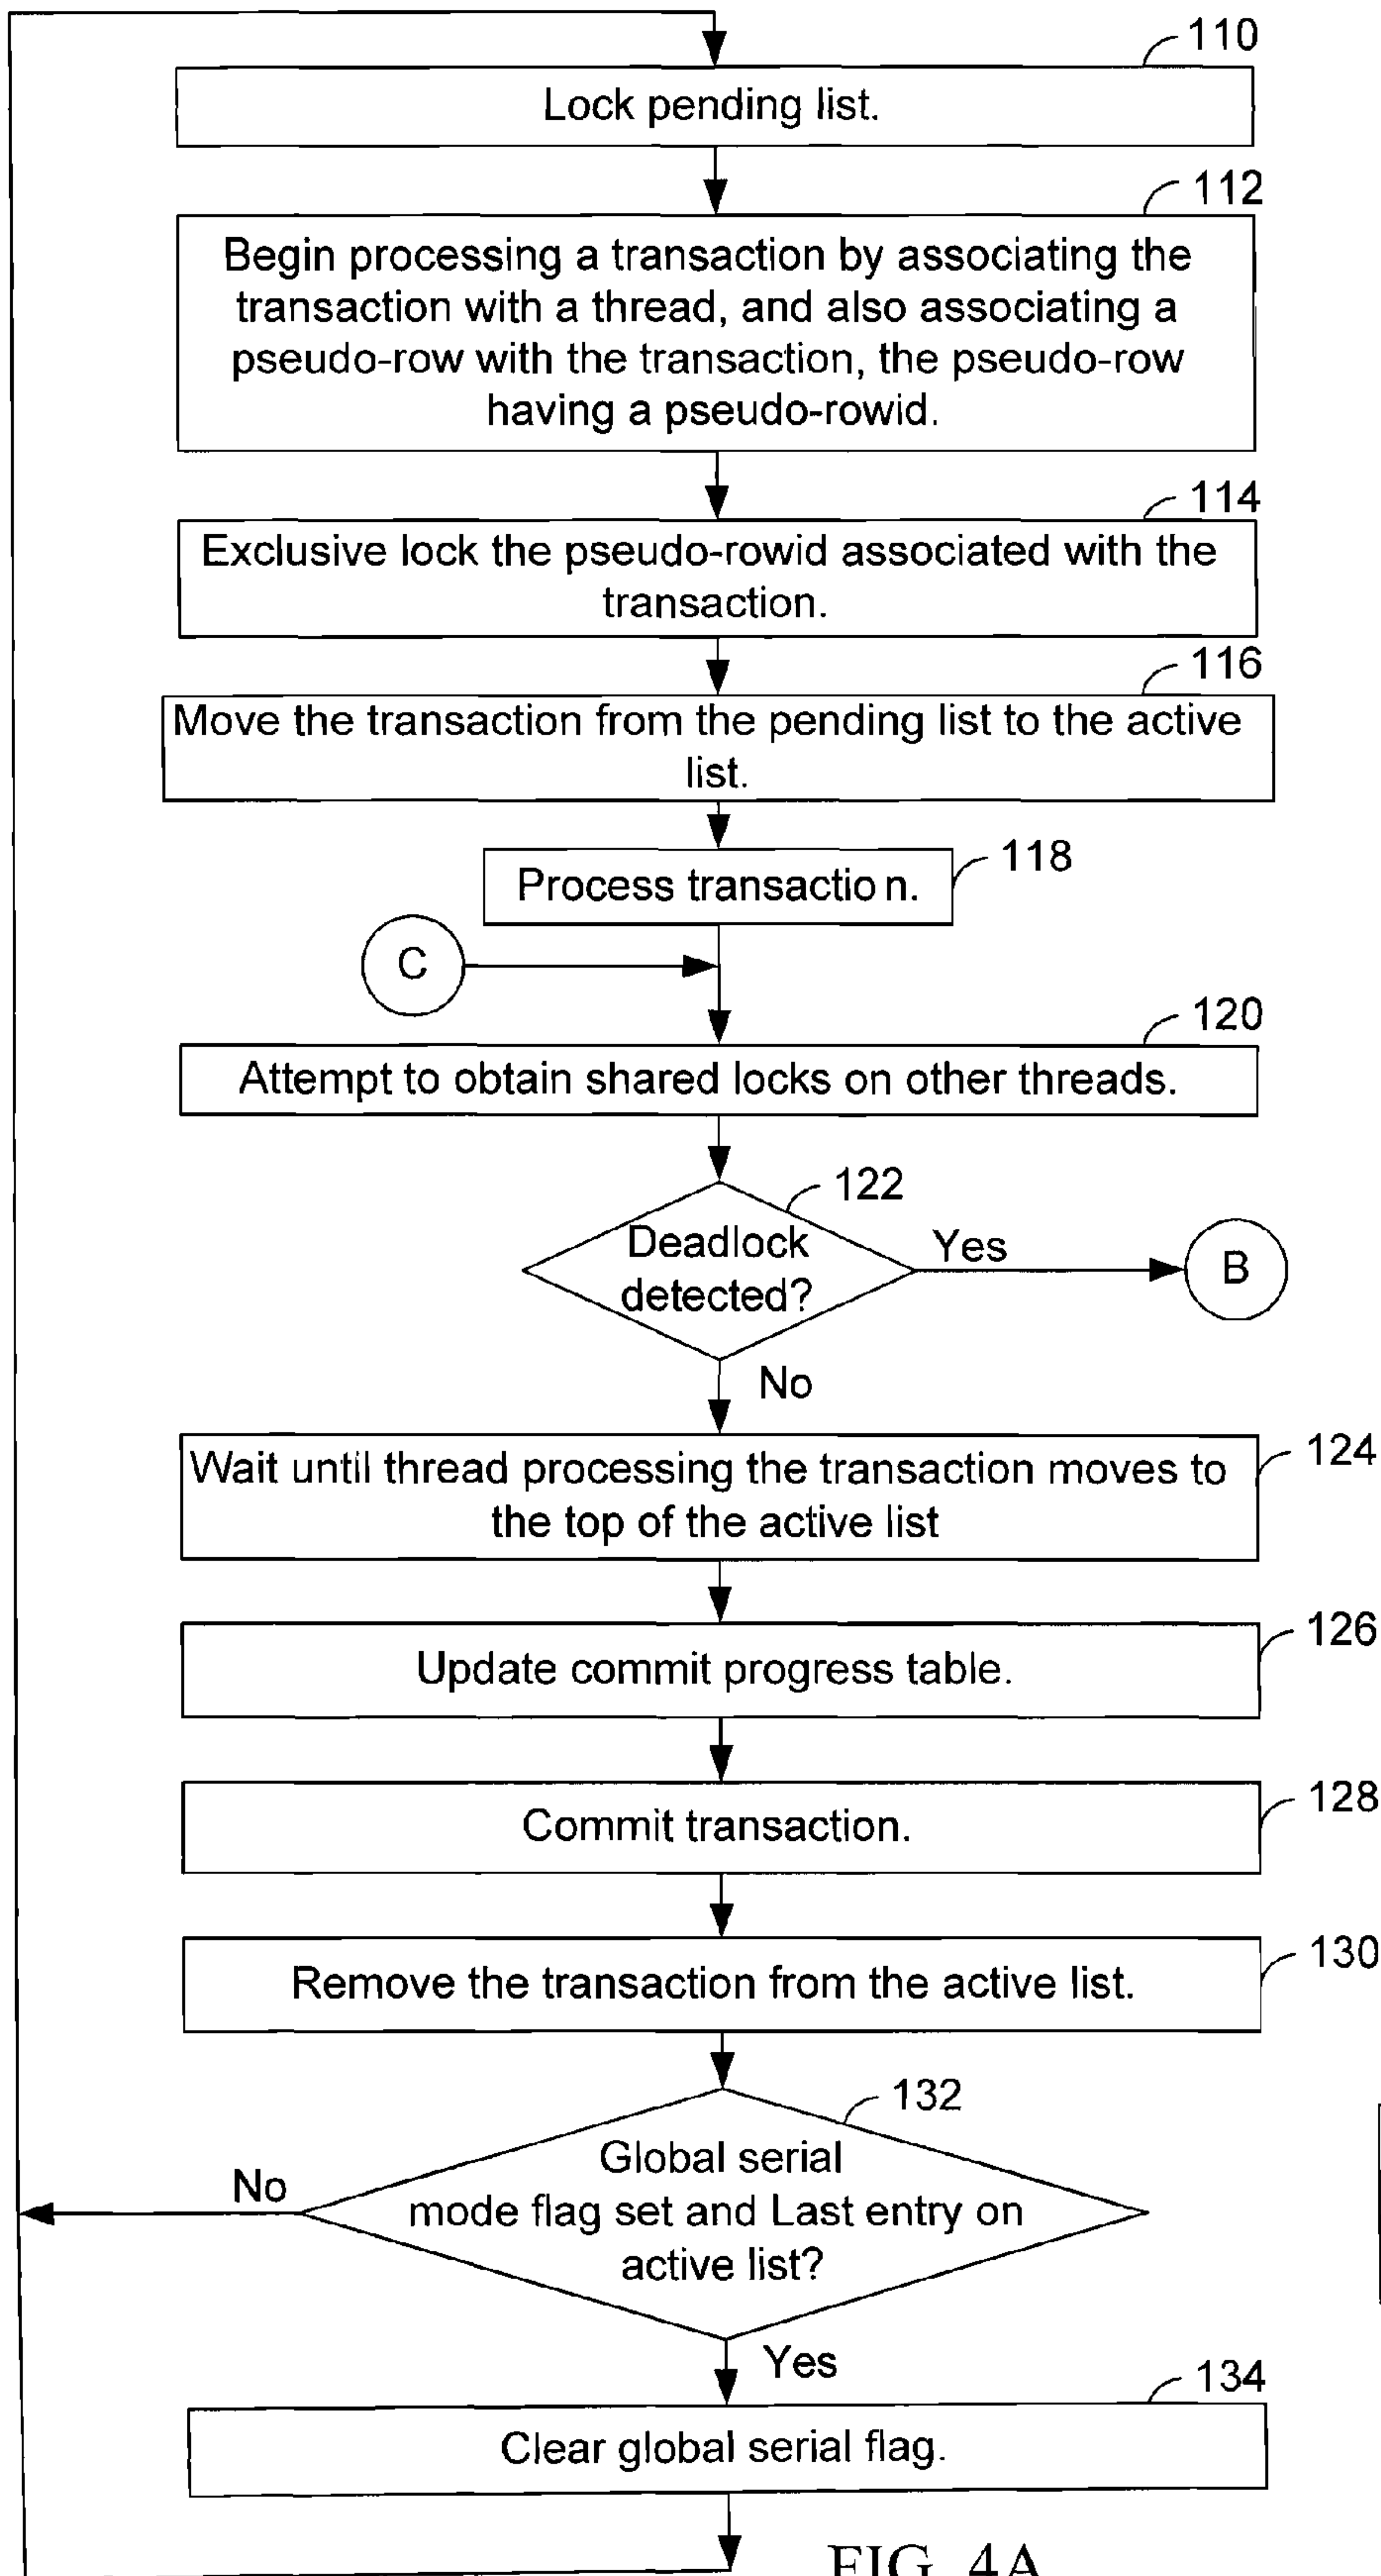 110
Lock pending list.
112
Begin processing a transaction by associating the
transaction with a thread, and also associating a
pseudo-row with the transaction, the pseudo-row
having a pseudo-rowid.
114
Exclusive lock the pseudo-rowid associated with the
transaction.
116
Move the transaction from the pending list to the active
list.
118
Process transaction.
C
120
Attempt to obtain shared locks on other threads.
122
Deadlock
detected?
Yes
B
No
124
Wait until thread processing the transaction moves to
the top of the active list
126
Update commit progress table.
128
Commit transaction.
130
Remove the transaction from the active list.
132
Global serial
mode flag set and Last entry on
active list?
No
Yes
134
Clear global serial flag.
FIG. 4A